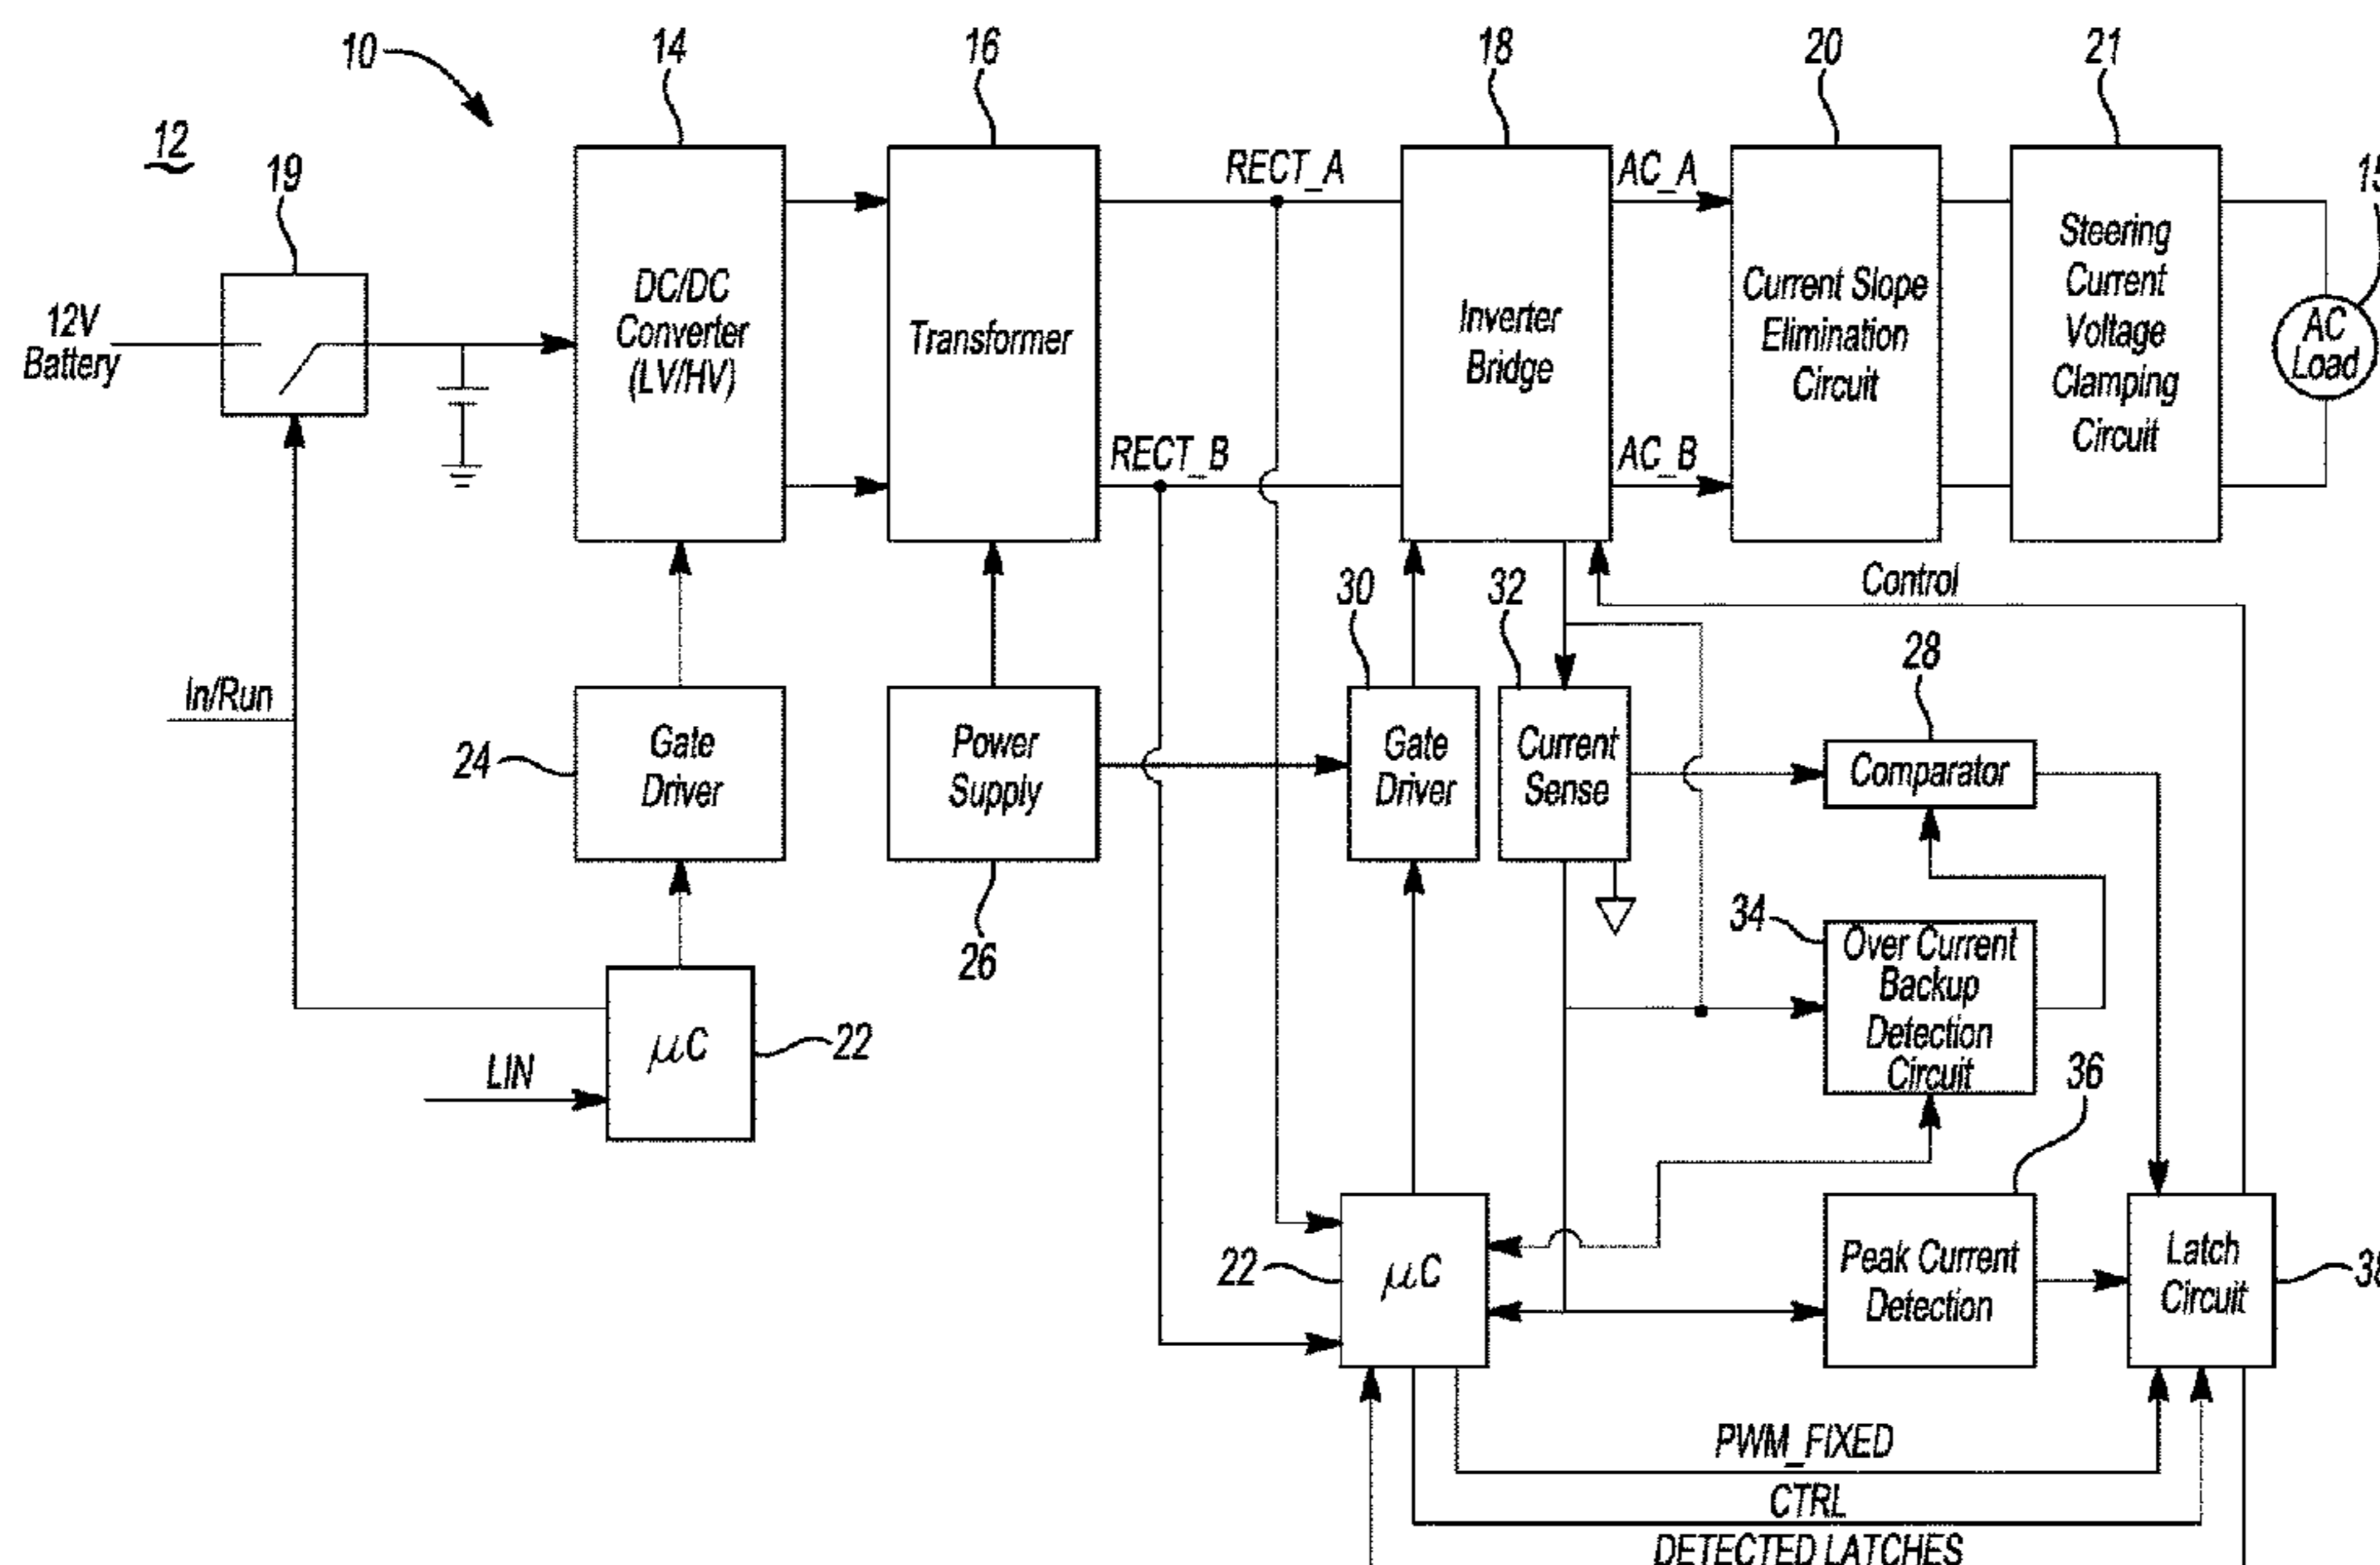 10
14
16
18
20
21
12
19
15
RECT_A
AC_A
12V
Battery
DC/DC
Converter
(LV/HV)
Transformer
Inverter
Bridge
Current Slope
Elimination
Circuit
Steering
Current
Voltage
Clamping
Circuit
AC
Load
RECT_B
AC_B
Control
30
32
28
In/Run
24
Gate
Driver
Power
Supply
Gate
Driver
Current
Sense
Comparator
26
34
Over Current
Backup
Detection
Circuit
36
μC
22
LIN
22
μC
Peak Current
Detection
Latch
Circuit
38
PWM_FIXED
CTRL
DETECTED LATCHES